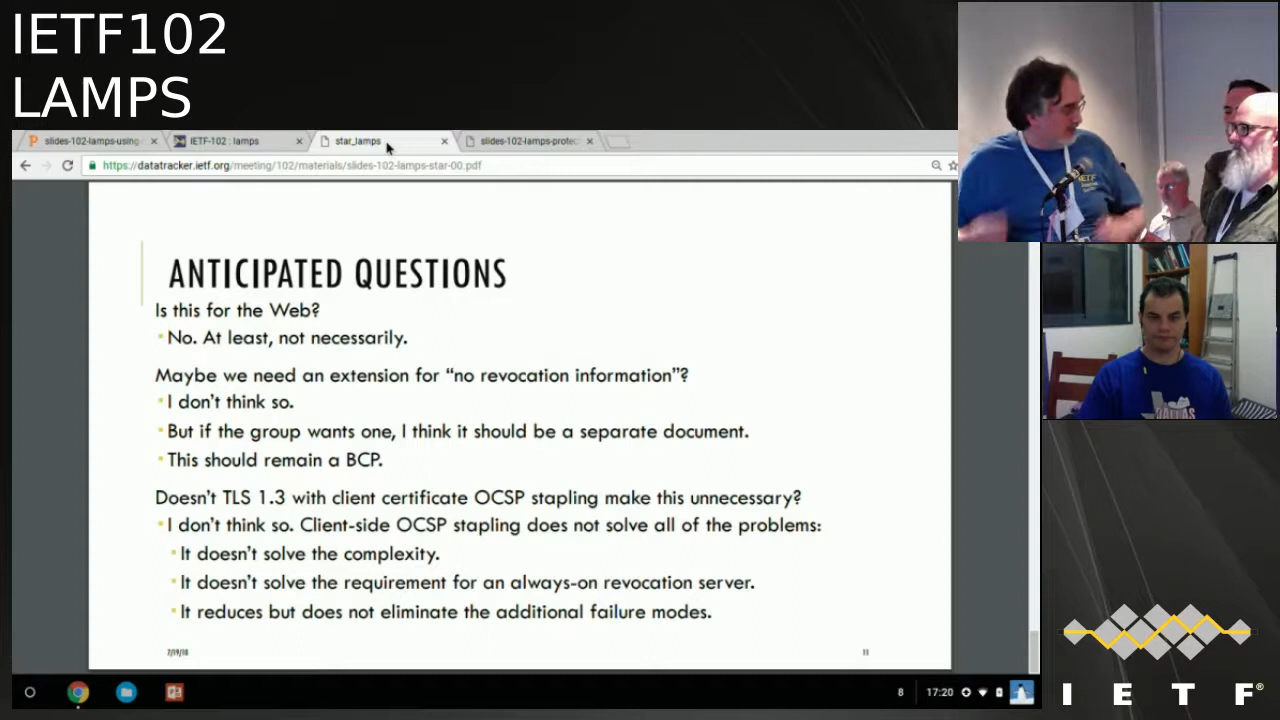 IETF102
LAMPS
slides-102-lamps-using-
IETF-102 : lamps
star_lamps
slides-102-lamps-protec
https://datatracker.ietf.org/meeting/102/materials/slides-102-lamps-star-00.pdf
ANTICIPATED QUESTIONS
Is this for the Web?
No. At least, not necessarily.
Maybe we need an extension for “no revocation information”?
I don’t think so.
But if the group wants one, I think it should be a separate document.
This should remain a BCP.
Doesn’t TLS 1.3 with client certificate OCSP stapling make this unnecessary?
I don’t think so. Client-side OCSP stapling does not solve all of the problems:
It doesn’t solve the complexity.
It doesn’t solve the requirement for an always-on revocation server.
It reduces but does not eliminate the additional failure modes.
7/19/18
11
8
17:20
IETF
DALLAS
I E T F®